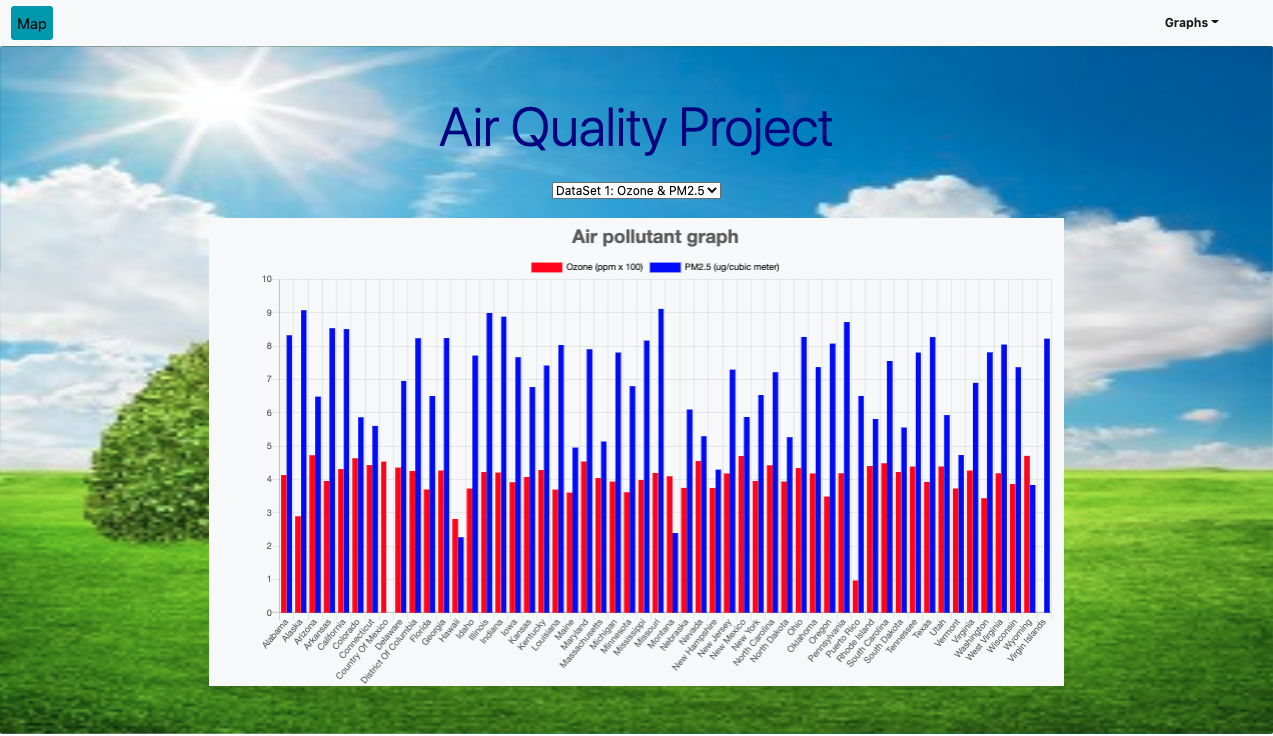 Map
Graphs
Air Quality Project
DataSet 1: Ozone & PM2.5
Air pollutant graph
Ozone (ppm x 100) PM2.5 (ug/cubic meter)
10
9
8
7
6
5
4
3
2
1
0
Alabama
Alaska
Arizona
Arkansas
California
Colorado
Connecticut
Country Of Mexico
Delaware
District Of Columbia
Florida
Georgia
Hawaii
Idaho
Illinois
Indiana
Iowa
Kansas
Kentucky
Louisiana
Maine
Maryland
Massachusetts
Michigan
Minnesota
Mississippi
Missouri
Montana
Nebraska
Nevada
New Hampshire
New Jersey
New Mexico
New York
North Carolina
North Dakota
Ohio
Oklahoma
Oregon
Pennsylvania
Puerto Rico
Rhode Island
South Carolina
South Dakota
Tennessee
Texas
Utah
Vermont
Virginia
Washington
West Virginia
Wisconsin
Wyoming
Virgin Islands